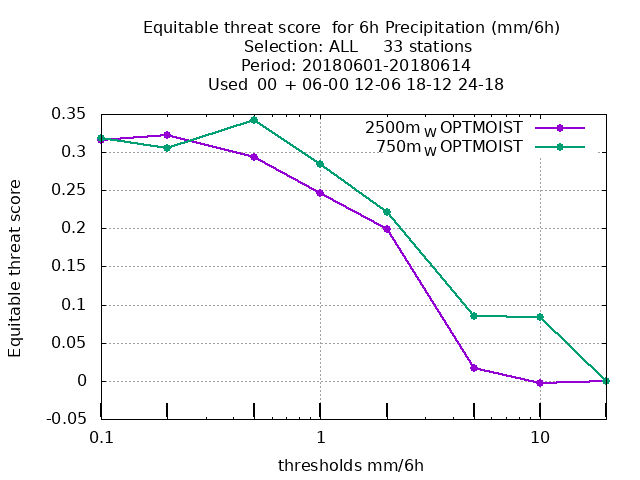 Equitable threat score  for 6h Precipitation (mm/6h)
Selection: ALL     33 stations
Period: 20180601-20180614
Used  00  + 06-00 12-06 18-12 24-18
2500m W OPTMOIST
750m W OPTMOIST
Equitable threat score
0.35
0.3
0.25
0.2
0.15
0.1
0.05
0
-0.05
0.1 1 10
thresholds mm/6h